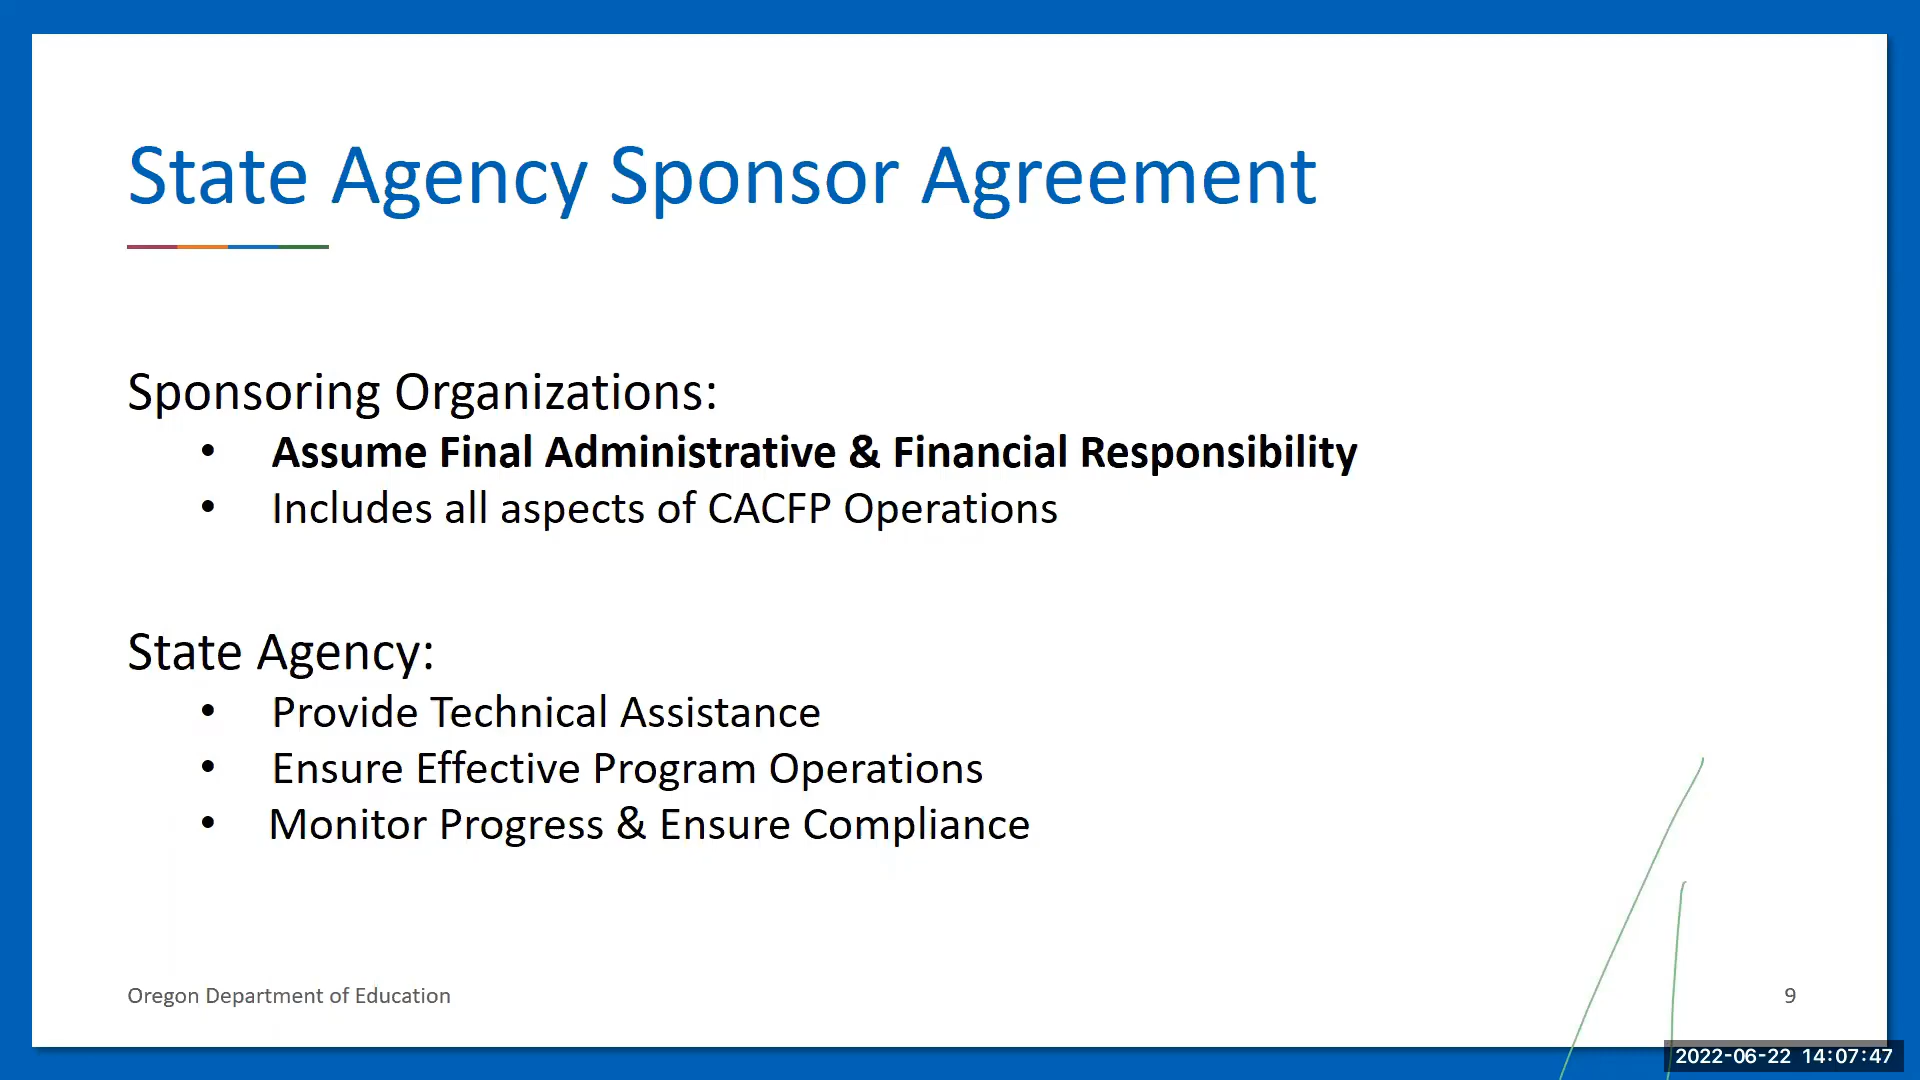 State Agency Sponsor Agreement
Sponsoring Organizations:
• Assume Final Administrative & Financial Responsibility
• Includes all aspects of CACFP Operations
State Agency:
• Provide Technical Assistance
• Ensure Effective Program Operations
• Monitor Progress & Ensure Compliance
Oregon Department of Education
9
2022-06-22 14:07:47